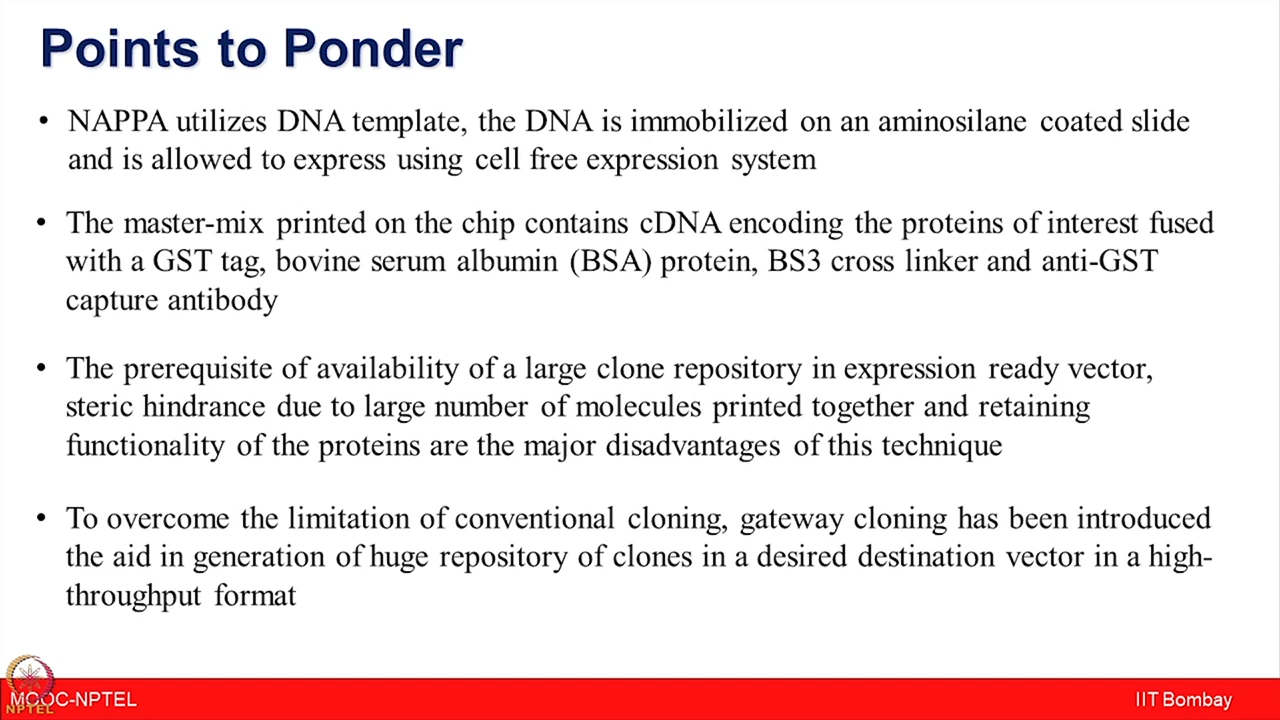 Points to Ponder
• NAPPA utilizes DNA template, the DNA is immobilized on an aminosilane coated slide
and is allowed to express using cell free expression system
• The master-mix printed on the chip contains cDNA encoding the proteins of interest fused
with a GST tag, bovine serum albumin (BSA) protein, BS3 cross linker and anti-GST
capture antibody
• The prerequisite of availability of a large clone repository in expression ready vector,
steric hindrance due to large number of molecules printed together and retaining
functionality of the proteins are the major disadvantages of this technique
• To overcome the limitation of conventional cloning, gateway cloning has been introduced
the aid in generation of huge repository of clones in a desired destination vector in a high-
throughput format
MOOC-NPTEL
NPTEL
IIT Bombay